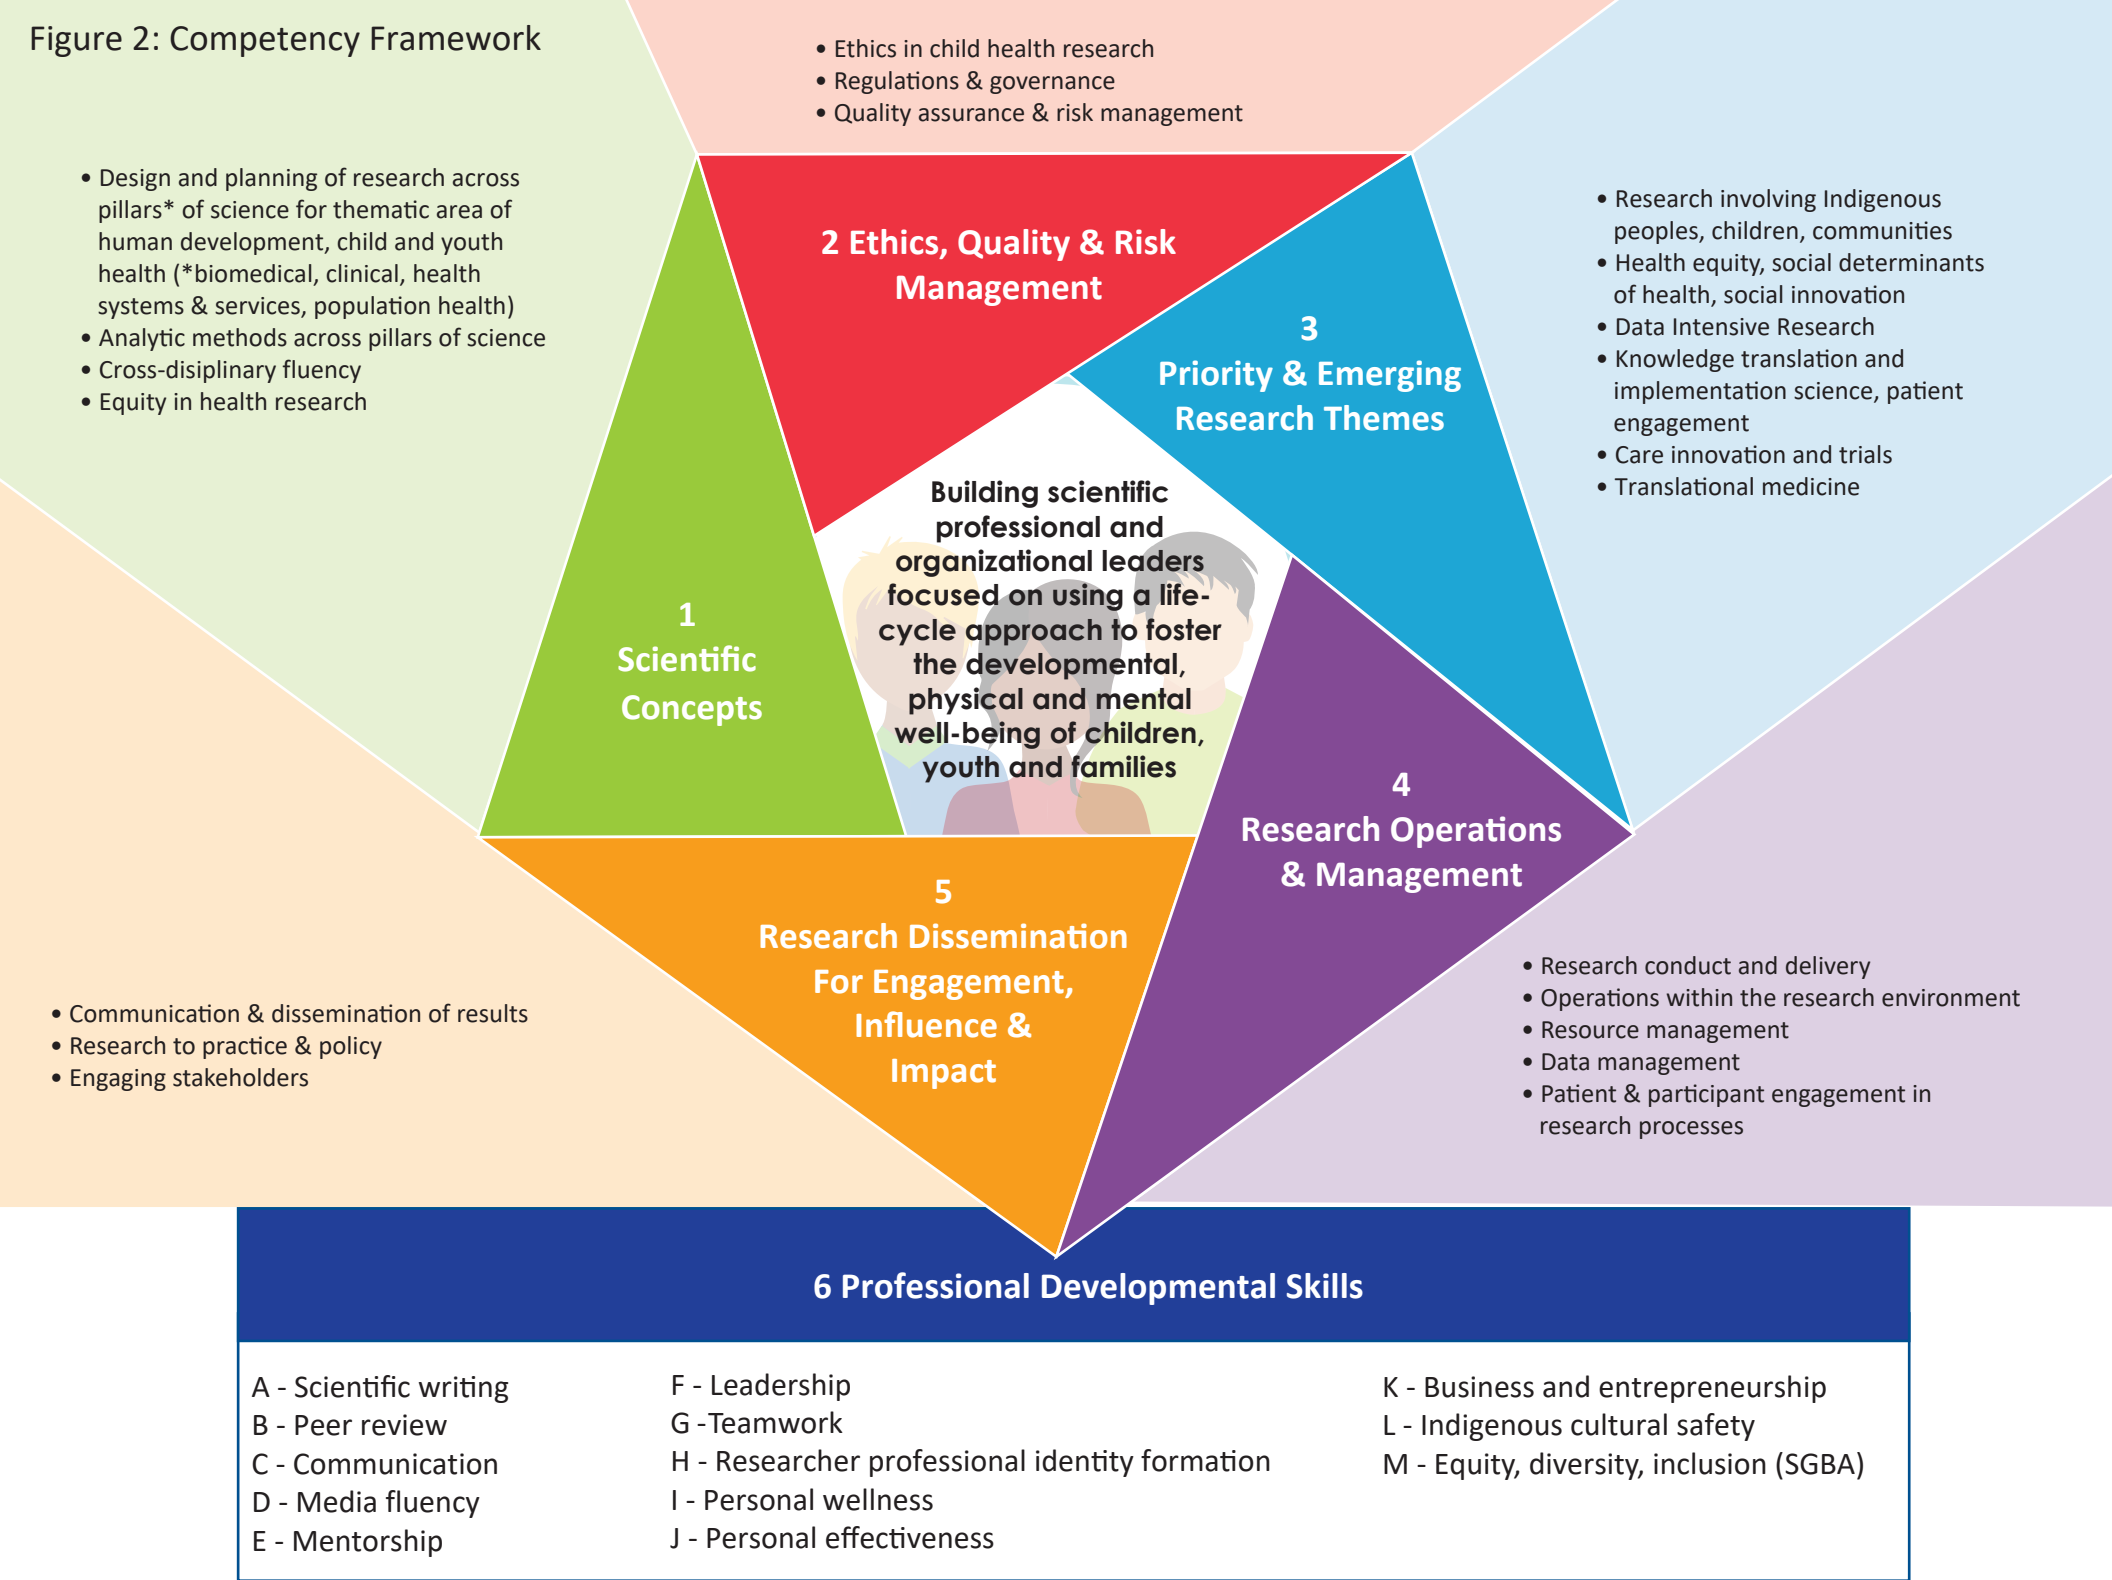 Figure 2: Competency Framework
• Ethics in child health research
• Regulations & governance
• Quality assurance & risk management
• Design and planning of research across
pillars* of science for thematic area of
human development, child and youth
health (*biomedical, clinical, health
systems & services, population health)
• Analytic methods across pillars of science
• Cross-disiplinary fluency
• Equity in health research
• Research involving Indigenous
peoples, children, communities
• Health equity, social determinants
of health, social innovation
• Data Intensive Research
• Knowledge translation and
implementation science, patient
engagement
• Care innovation and trials
• Translational medicine
2 Ethics, Quality & Risk
Management
3
Priority & Emerging
Research Themes
Building scientific
professional and
organizational leaders
focused on using a life-
cycle approach to foster
the developmental,
physical and mental
well-being of children,
youth and families
1
Scientific
Concepts
4
Research Operations
& Management
5
Research Dissemination
For Engagement,
Influence &
Impact
• Communication & dissemination of results
• Research to practice & policy
• Engaging stakeholders
• Research conduct and delivery
• Operations within the research environment
• Resource management
• Data management
• Patient & participant engagement in
research processes
6 Professional Developmental Skills
A - Scientific writing
B - Peer review
C - Communication
D - Media fluency
E - Mentorship
F - Leadership
G -Teamwork
H - Researcher professional identity formation
I - Personal wellness
J - Personal effectiveness
K - Business and entrepreneurship
L - Indigenous cultural safety
M - Equity, diversity, inclusion (SGBA)